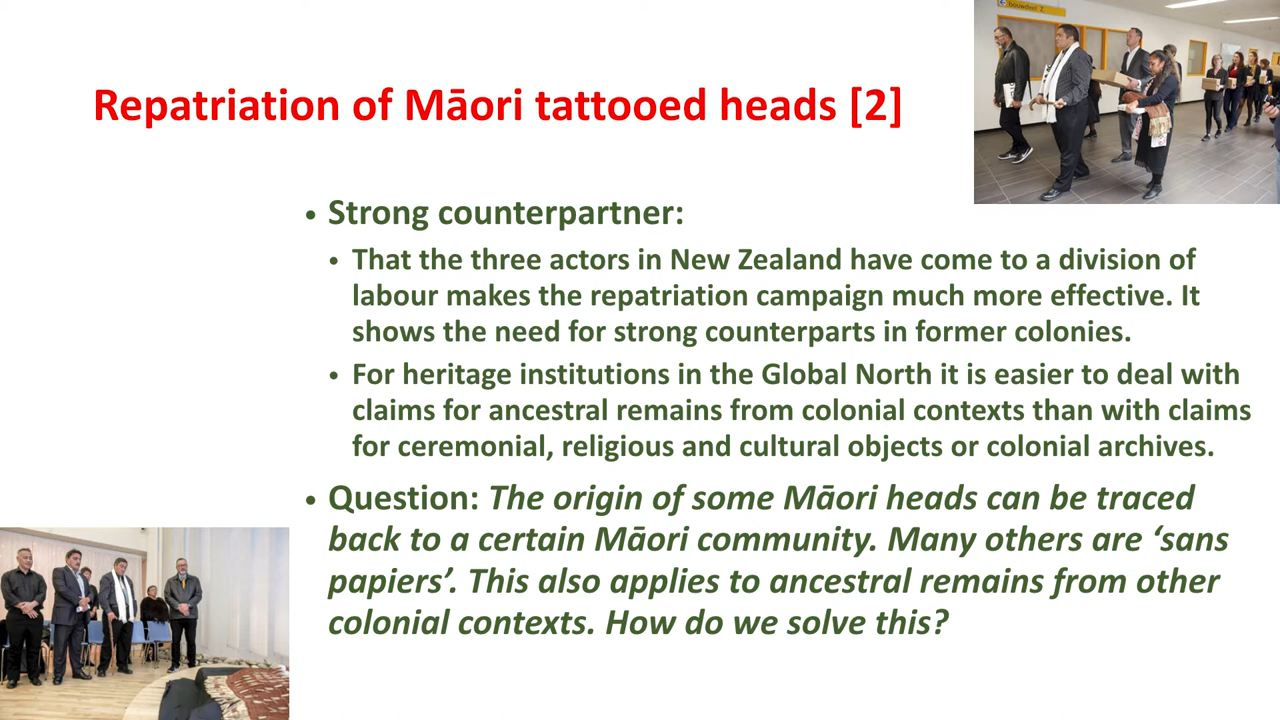 bouwdeel Z
Repatriation of Māori tattooed heads [2]
• Strong counterpartner:
• That the three actors in New Zealand have come to a division of
labour makes the repatriation campaign much more effective. It
shows the need for strong counterparts in former colonies.
• For heritage institutions in the Global North it is easier to deal with
claims for ancestral remains from colonial contexts than with claims
for ceremonial, religious and cultural objects or colonial archives.
• Question: The origin of some Māori heads can be traced
back to a certain Māori community. Many others are ‘sans
papiers’. This also applies to ancestral remains from other
colonial contexts. How do we solve this?